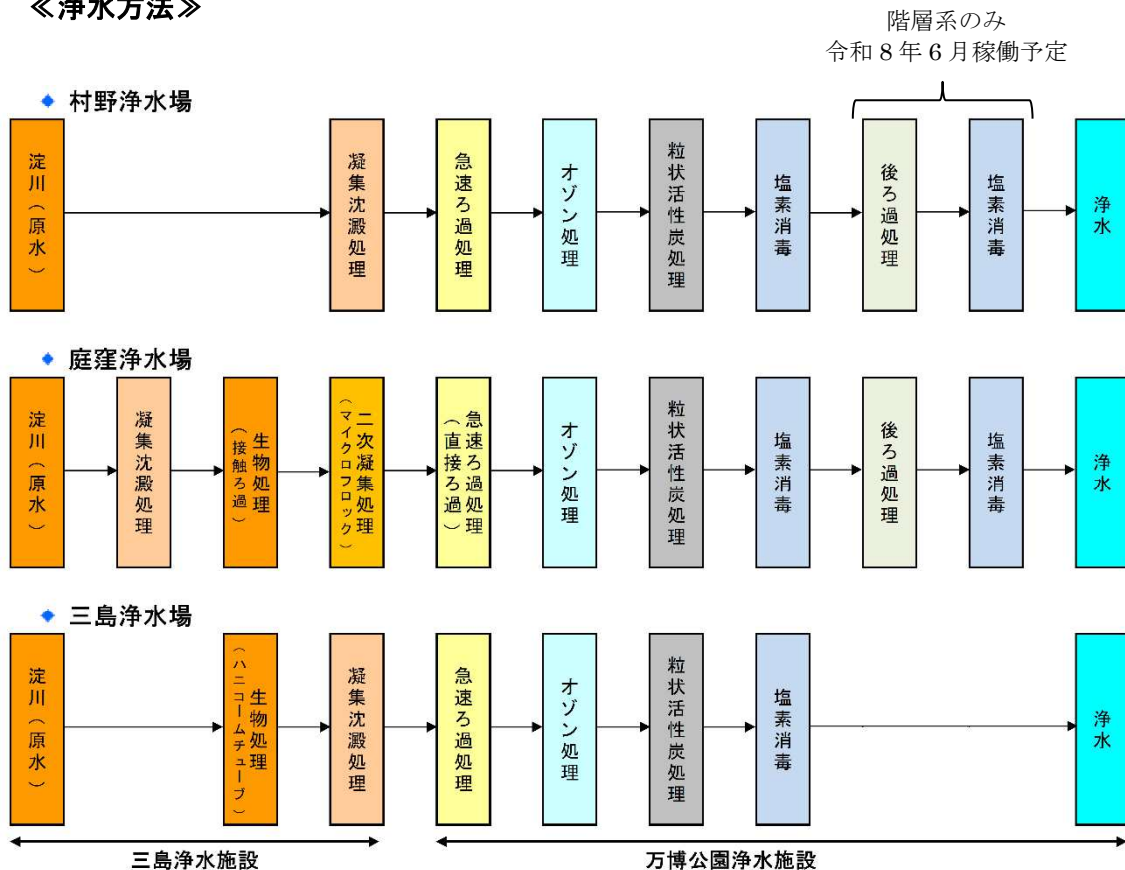 ≪浄水方法≫
階層系のみ
令和8年6月稼働予定
村野浄水場
淀川（原水）
凝集沈澱処理
急速ろ過処理
オゾン処理
粒状活性炭処理
塩素消毒
後ろ過処理
塩素消毒
浄水
庭窪浄水場
淀川（原水）
凝集沈澱処理
生物処理
（接触ろ過）
二次凝集処理
（マイクロフロック）
急速ろ過処理
（直接ろ過）
オゾン処理
粒状活性炭処理
塩素消毒
後ろ過処理
塩素消毒
浄水
三島浄水場
淀川（原水）
生物処理
（ハニコームチューブ）
凝集沈澱処理
急速ろ過処理
オゾン処理
粒状活性炭処理
塩素消毒
浄水
三島浄水施設
万博公園浄水施設